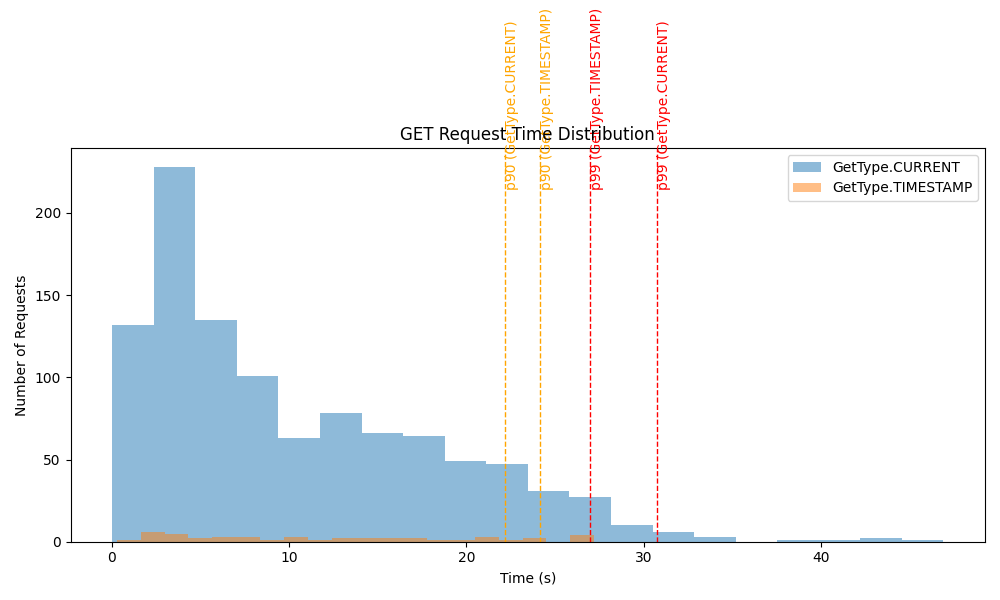 p90 (GetType.CURRENT)
p90 (GetType.TIMESTAMP)
p99 (GetType.TIMESTAMP)
p99 (GetType.CURRENT)
GET Request Time Distribution
GetType.CURRENT
GetType.TIMESTAMP
Number of Requests
200
150
100
50
0
0
10
20
30
40
Time (s)